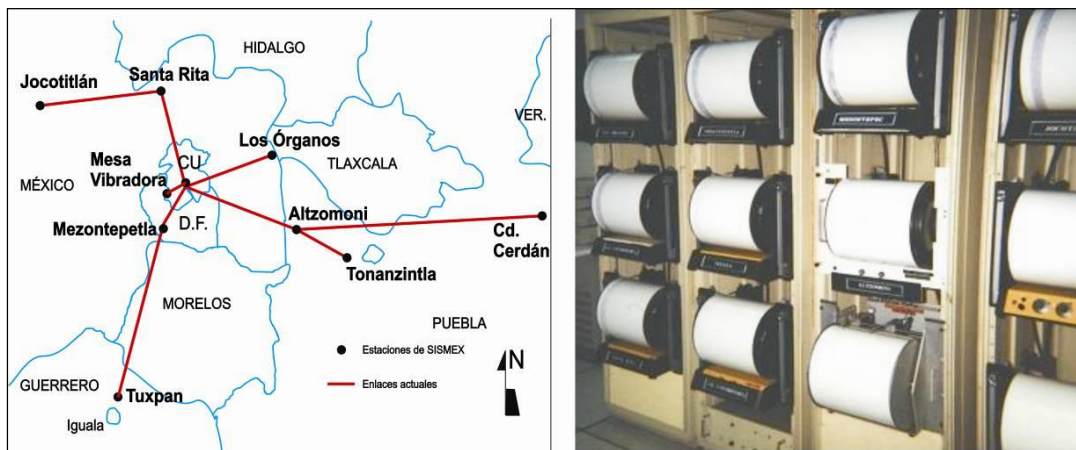 HIDALGO
Jocotitlán
Santa Rita
VER.
Los Órganos
Mesa
Vibradora
CU
TLAXCALA
MÉXICO
Mezontepetla
D.F.
Altzomoni
Cd.
Cerdán
Tonanzintla
MORELOS
PUEBLA
Estaciones de SISMEX
N
GUERRERO
Enlaces actuales
Tuxpan
Iguala